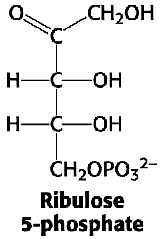 O CH₂OH
C
H—C—OH
H—C—OH
CH₂OPO₃²⁻
Ribulose
5-phosphate